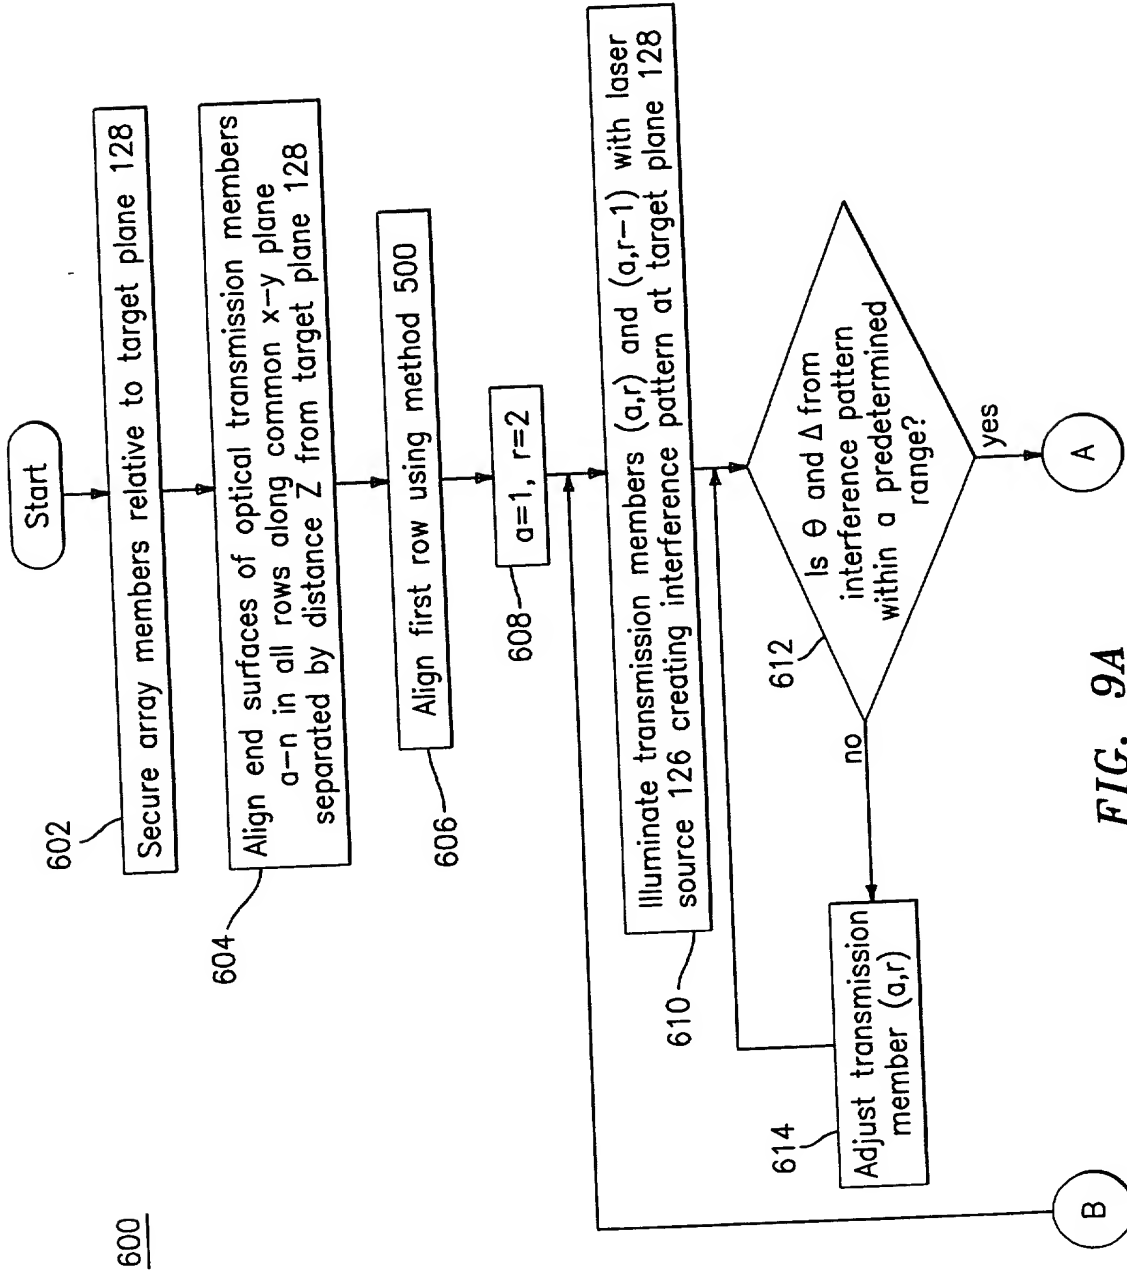 600
Start
602
Secure array members relative to target plane 128
604
Align end surfaces of optical transmission members
a-n in all rows along common x-y plane
separated by distance Z from target plane 128
606
Align first row using method 500
608
a=1, r=2
610
Illuminate transmission members (a,r) and (a,r-1) with laser
source 126 creating interference pattern at target plane 128
612
Is Θ and Δ from
interference pattern
within a predetermined
range?
no
yes
614
Adjust transmission
member (a,r)
B
A
FIG. 9A